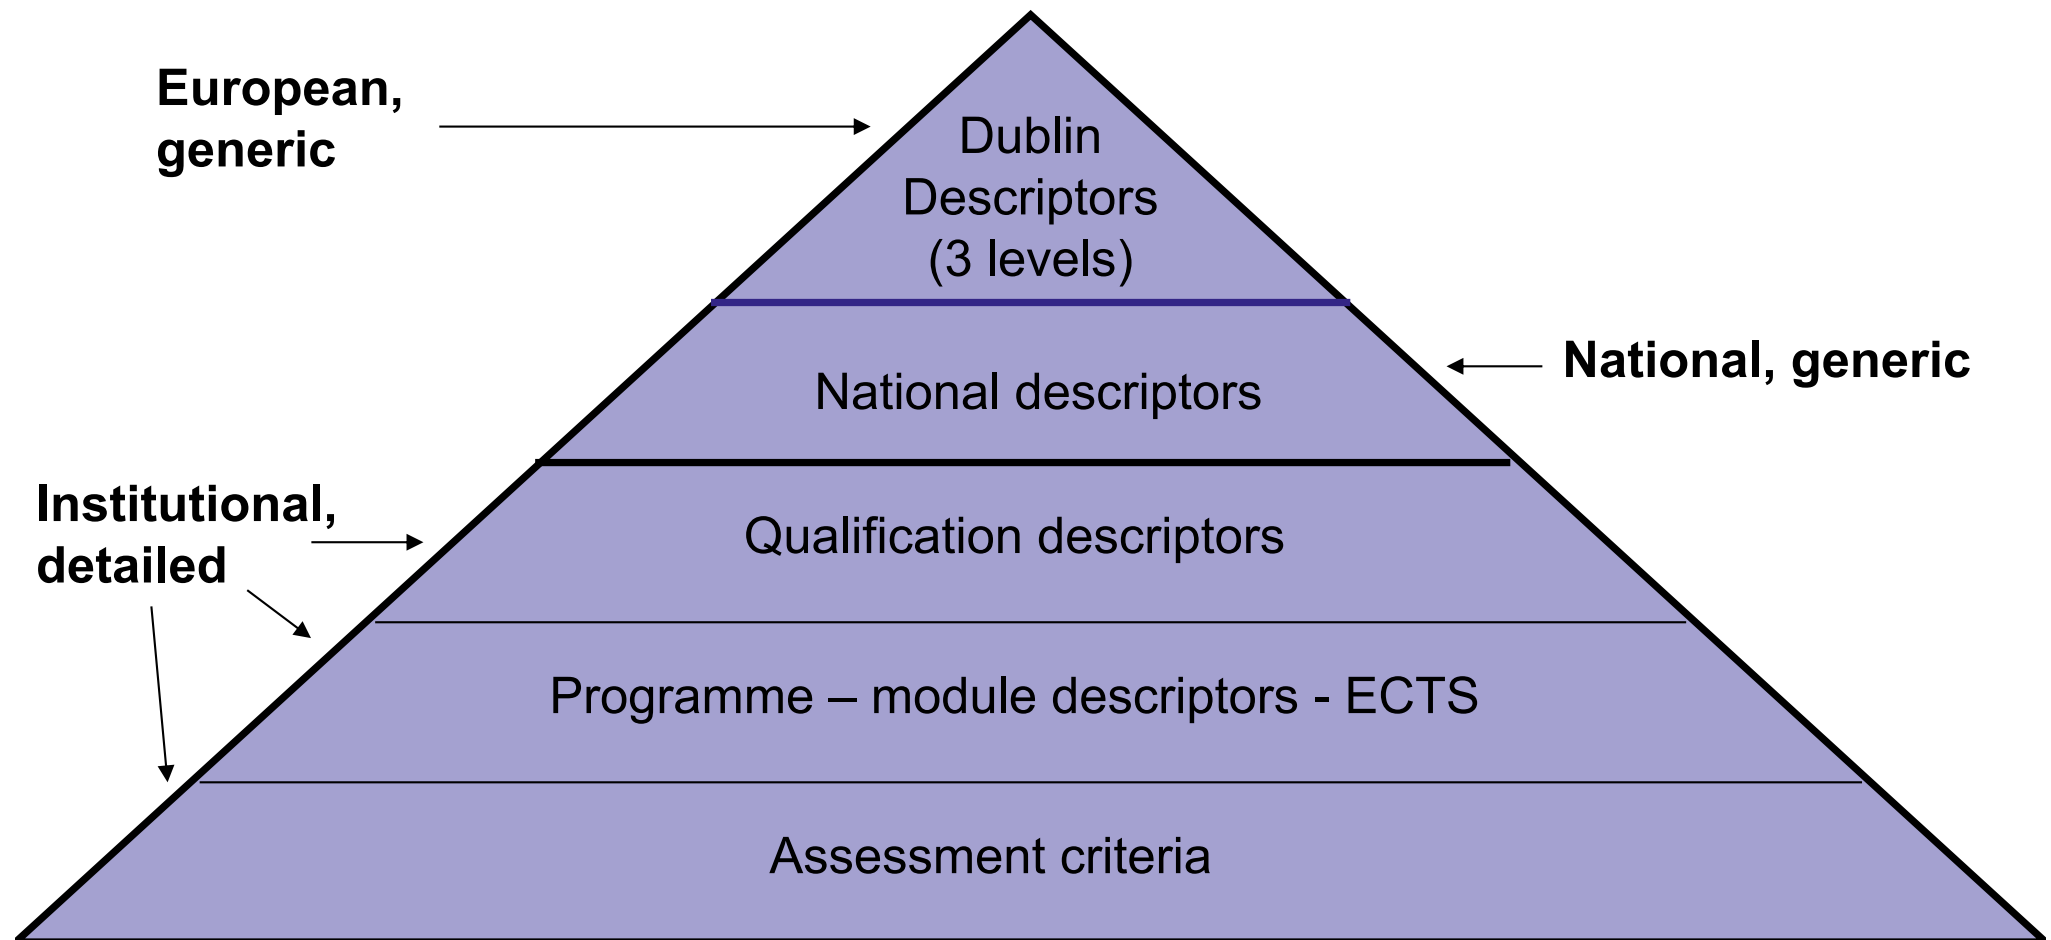 European,
generic
Dublin
Descriptors
(3 levels)
National descriptors
National, generic
Institutional,
detailed
Qualification descriptors
Programme – module descriptors - ECTS
Assessment criteria